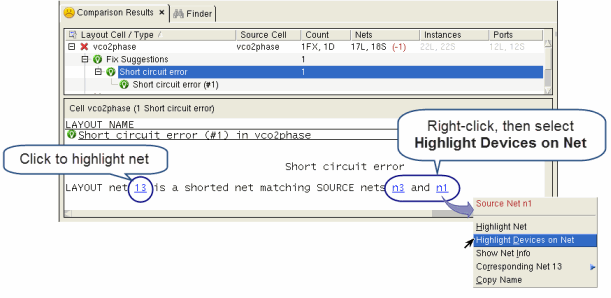 Comparison Results × Finder
Layout Cell / Type / Source Cell Count Nets Instances Ports
vco2phase vco2phase 1FX, 1D 17L, 18S (-1) 22L, 22S 12L, 12S
Fix Suggestions 1
Short circuit error 1
Short circuit error (#1)
Cell vco2phase (1 Short circuit error)
LAYOUT NAME
Short circuit error (#1) in vco2phase
Right-click, then select
Highlight Devices on Net
Click to highlight net
Short circuit error
LAYOUT net 13 is a shorted net matching SOURCE nets n3 and n1
Source Net n1
Highlight Net
Highlight Devices on Net
Show Net Info
Corresponding Net 13
Copy Name